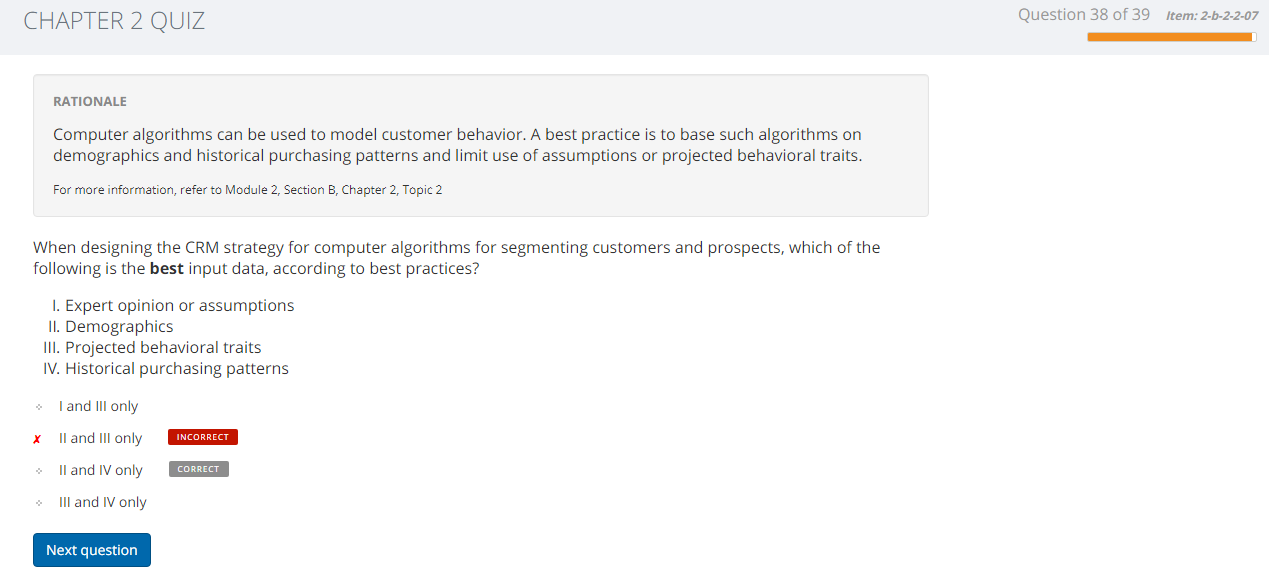 CHAPTER 2 QUIZ
Question 38 of 39 Item: 2-b-2-2-07
RATIONALE
Computer algorithms can be used to model customer behavior. A best practice is to base such algorithms on
demographics and historical purchasing patterns and limit use of assumptions or projected behavioral traits.
For more information, refer to Module 2, Section B, Chapter 2, Topic 2
When designing the CRM strategy for computer algorithms for segmenting customers and prospects, which of the
following is the best input data, according to best practices?
I. Expert opinion or assumptions
II. Demographics
III. Projected behavioral traits
IV. Historical purchasing patterns
I and III only
✗ II and III only INCORRECT
II and IV only CORRECT
III and IV only
Next question